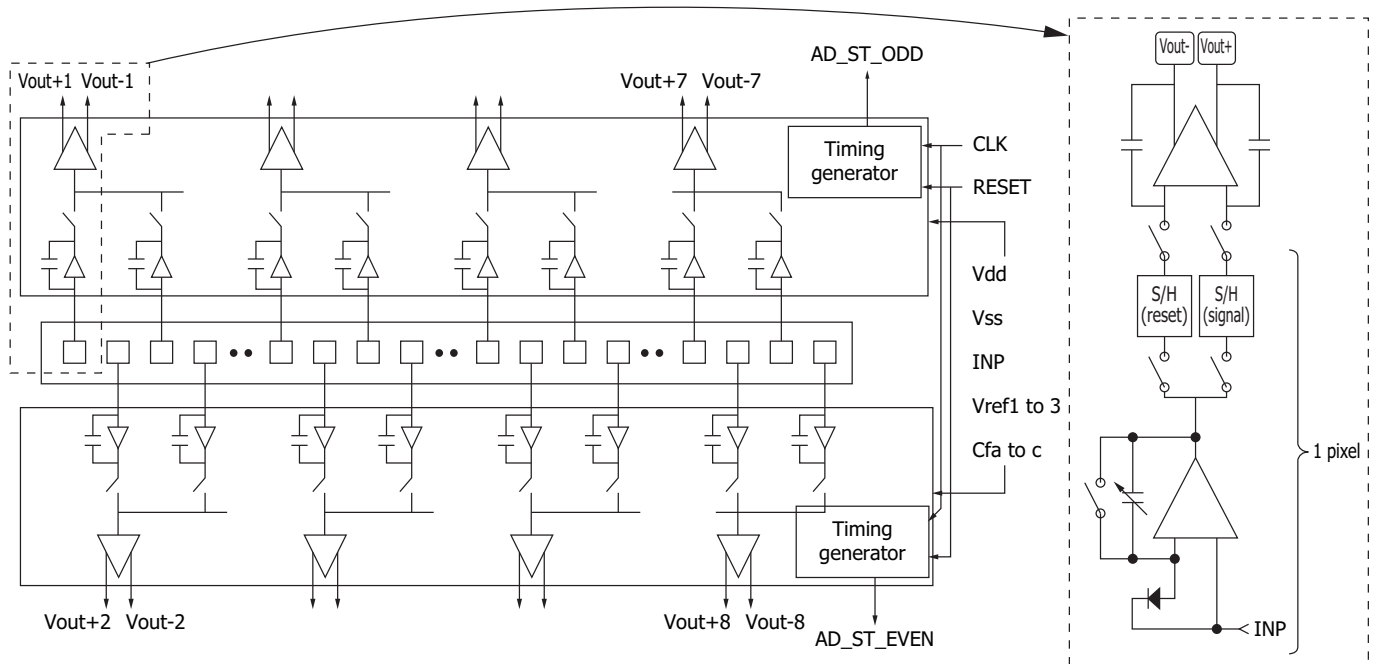 AD_ST_ODD
Vout+1 Vout-1
Vout+7 Vout-7
Timing
generator
CLK
RESET
Vdd
Vss
INP
Vref1 to 3
Cfa to c
Timing
generator
Vout+2 Vout-2
Vout+8 Vout-8
AD_ST_EVEN
Vout- Vout+
S/H
(reset)
S/H
(signal)
1 pixel
INP